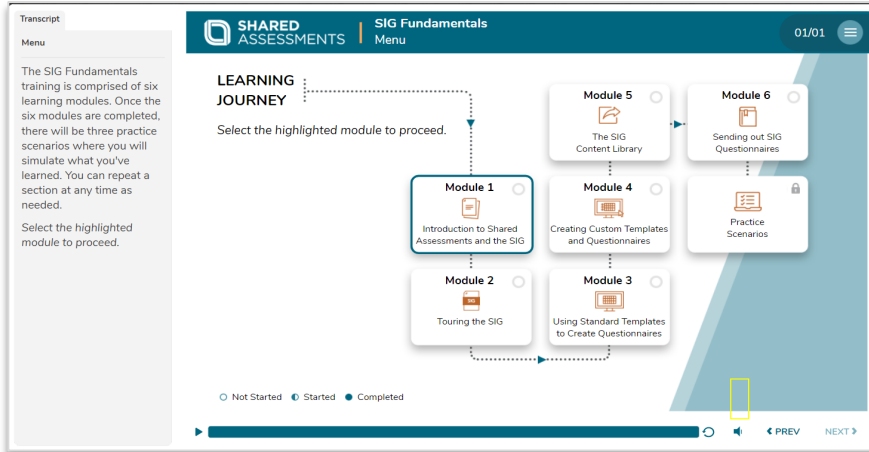 Transcript
Menu
The SIG Fundamentals
training is comprised of six
learning modules. Once the
six modules are completed,
there will be three practice
scenarios where you will
simulate what you've
learned. You can repeat a
section at any time as
needed.
Select the highlighted
module to proceed.
SHARED
ASSESSMENTS
SIG Fundamentals
Menu
01/01
LEARNING
JOURNEY
Select the highlighted module to proceed.
Module 1
Introduction to Shared
Assessments and the SIG
Module 2
SIG
Touring the SIG
Module 3
Using Standard Templates
to Create Questionnaires
Module 4
Creating Custom Templates
and Questionnaires
Module 5
The SIG
Content Library
Module 6
Sending out SIG
Questionnaires
Practice
Scenarios
Not Started Started Completed
PREV NEXT